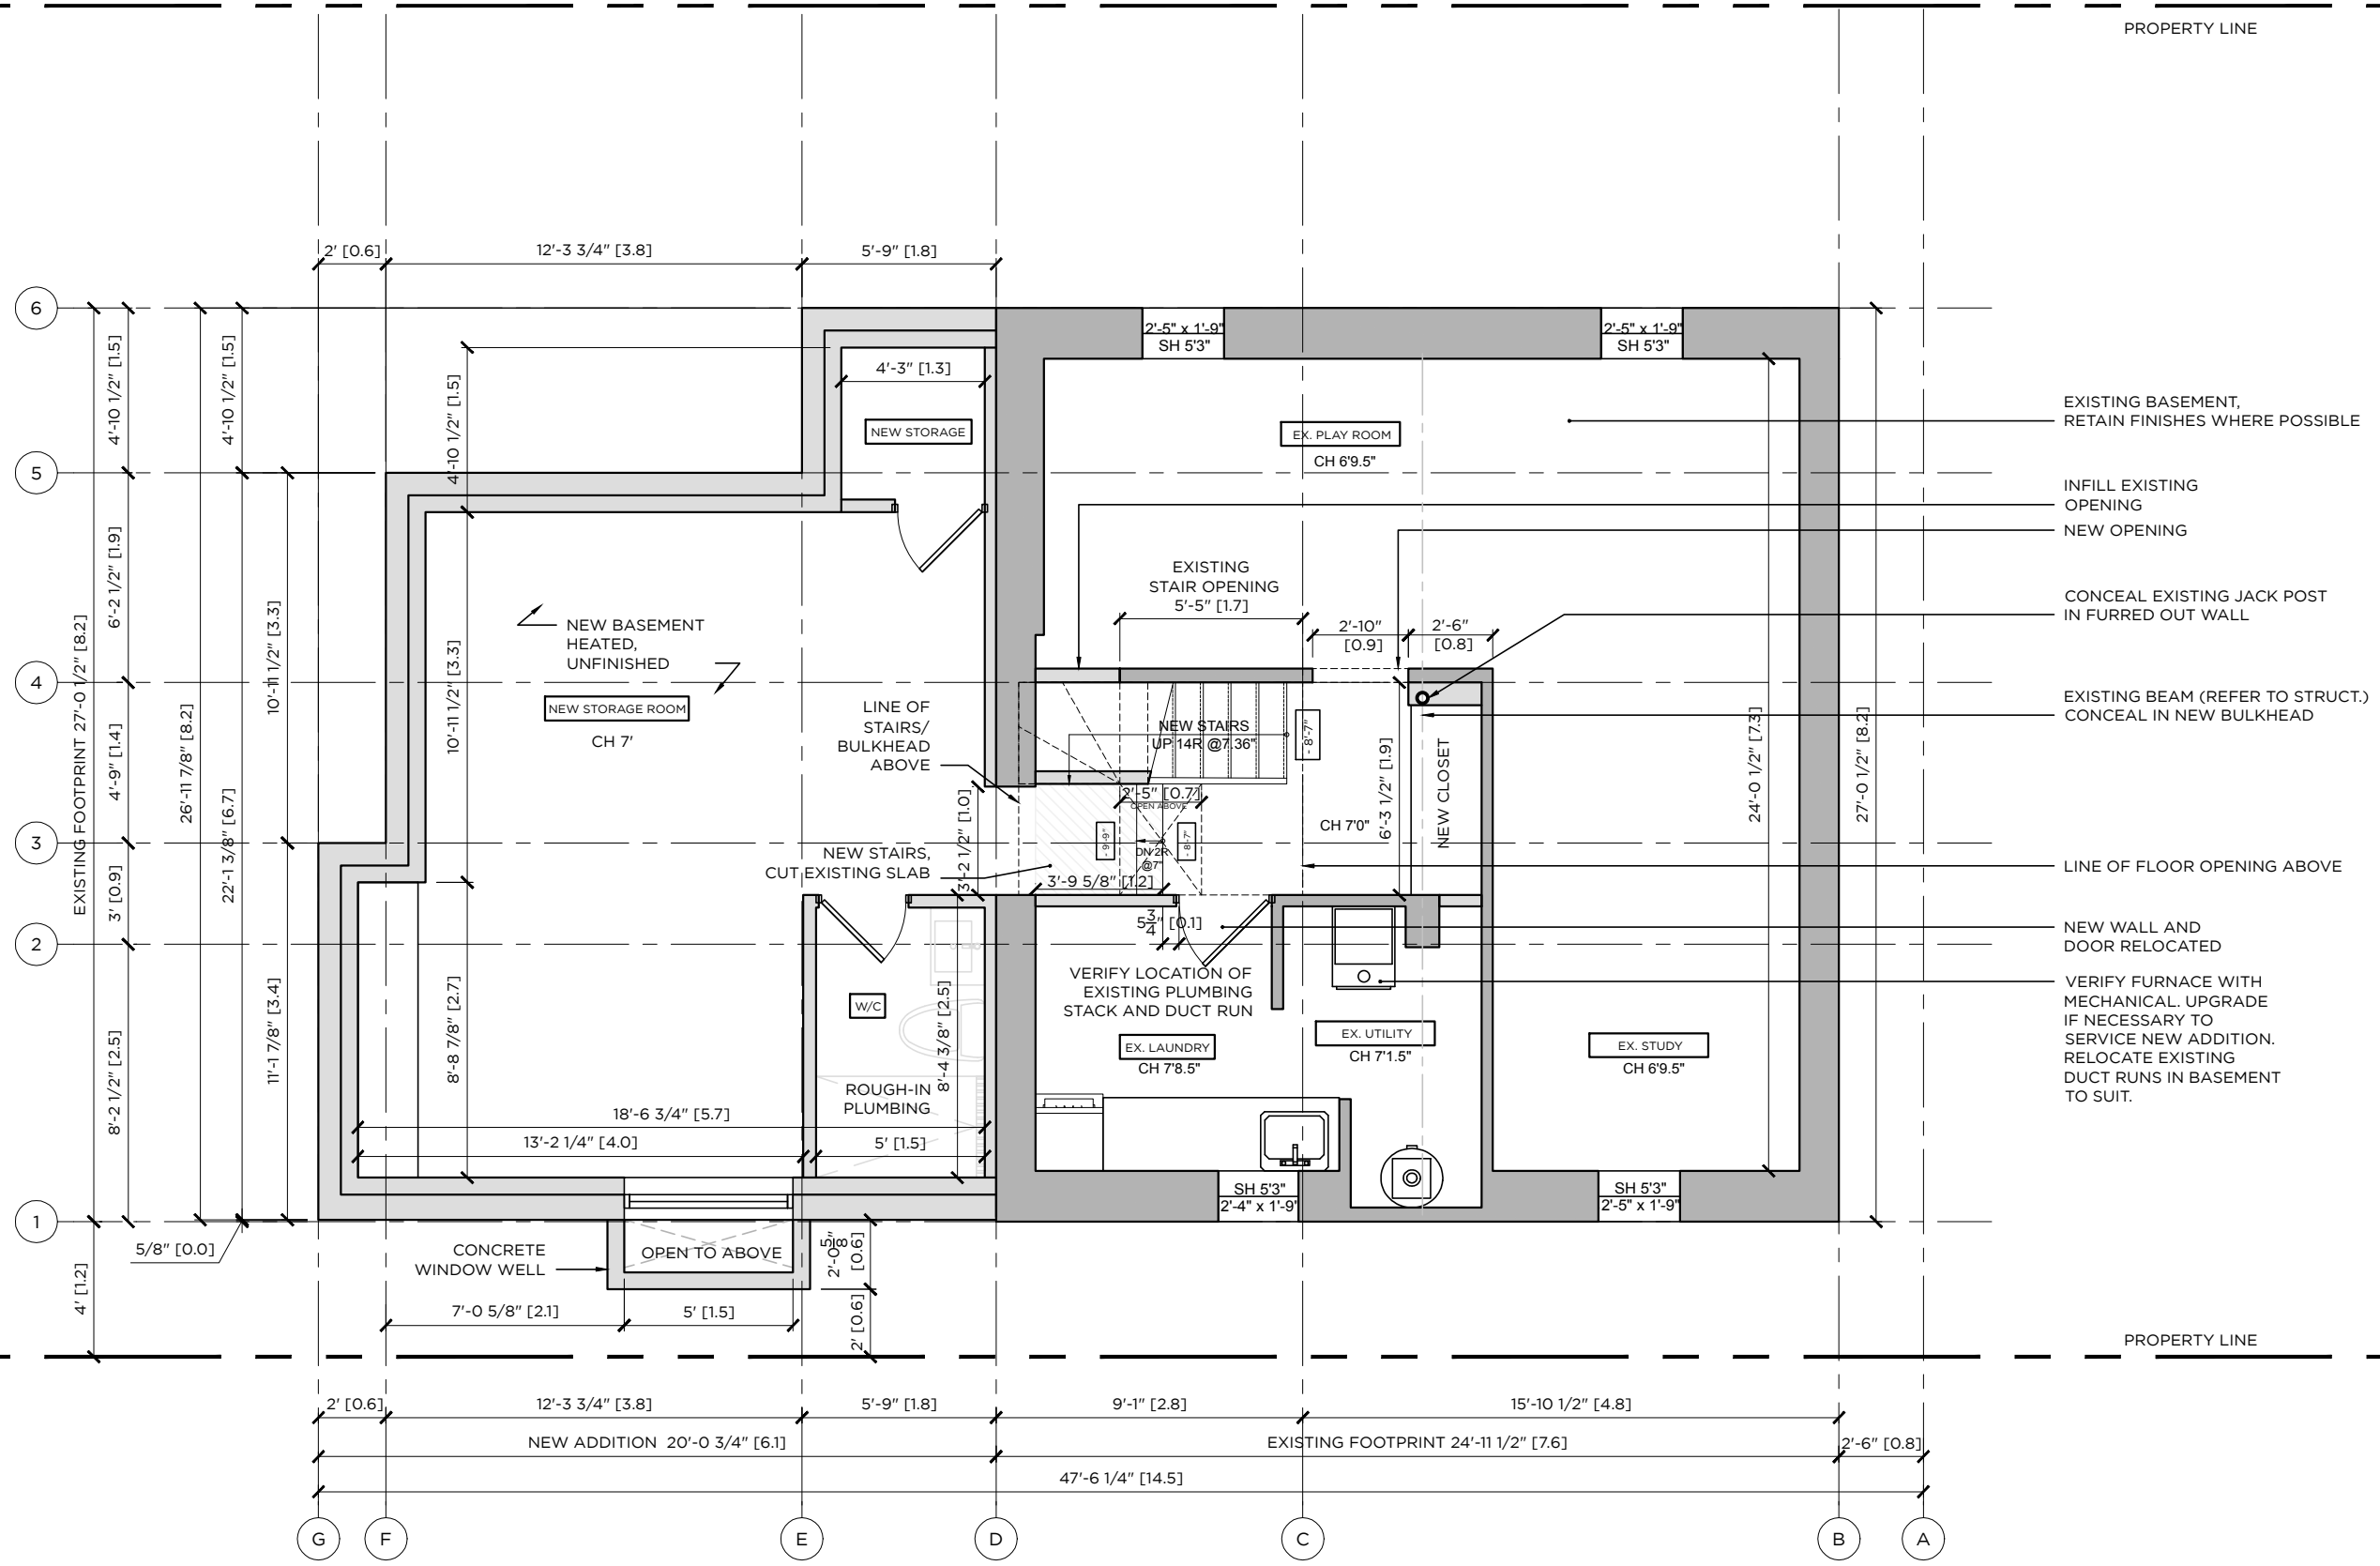 PROPERTY LINE
2' [0.6]
12'-3 3/4" [3.8]
5'-9" [1.8]
6
5
4
3
2
1
EXISTING FOOTPRINT 27'-0 1/2" [8.2]
4' [1.2]
4'-10 1/2" [1.5]
6'-2 1/2" [1.9]
4'-9" [1.4]
3' [0.9]
8'-2 1/2" [2.5]
26'-11 7/8" [8.2]
5/8" [0.0]
4'-10 1/2" [1.5]
22'-1 3/8" [6.7]
10'-11 1/2" [3.3]
11'-1 7/8" [3.4]
4'-10 1/2" [1.5]
10'-11 1/2" [3.3]
8'-8 7/8" [2.7]
4'-3" [1.3]
NEW STORAGE
NEW BASEMENT
HEATED,
UNFINISHED
NEW STORAGE ROOM
CH 7'
LINE OF
STAIRS/
BULKHEAD
ABOVE
NEW STAIRS,
CUT EXISTING SLAB
3'-2 1/2" [1.0]
W/C
8'-4 3/8" [2.5]
ROUGH-IN
PLUMBING
18'-6 3/4" [5.7]
13'-2 1/4" [4.0]
5' [1.5]
CONCRETE
WINDOW WELL
OPEN TO ABOVE
2'-0 5/8"
[0.6]
2' [0.6]
7'-0 5/8" [2.1]
5' [1.5]
2'-5" x 1'-9"
SH 5'3"
2'-5" x 1'-9"
SH 5'3"
EX. PLAY ROOM
CH 6'9.5"
EXISTING
STAIR OPENING
5'-5" [1.7]
2'-10"
[0.9]
2'-6"
[0.8]
NEW STAIRS
UP 14R @7.36"
- 8'-7"
2'-5" [0.7]
OPEN ABOVE
- 9'-9"
DN 2R
@7"
- 8'-7"
3'-9 5/8" [1.2]
5 3/4" [0.1]
CH 7'0"
6'-3 1/2" [1.9]
NEW CLOSET
VERIFY LOCATION OF
EXISTING PLUMBING
STACK AND DUCT RUN
EX. LAUNDRY
CH 7'8.5"
EX. UTILITY
CH 7'1.5"
EX. STUDY
CH 6'9.5"
SH 5'3"
2'-4" x 1'-9"
SH 5'3"
2'-5" x 1'-9"
24'-0 1/2" [7.3]
27'-0 1/2" [8.2]
EXISTING BASEMENT,
RETAIN FINISHES WHERE POSSIBLE
INFILL EXISTING
OPENING
NEW OPENING
CONCEAL EXISTING JACK POST
IN FURRED OUT WALL
EXISTING BEAM (REFER TO STRUCT.)
CONCEAL IN NEW BULKHEAD
LINE OF FLOOR OPENING ABOVE
NEW WALL AND
DOOR RELOCATED
VERIFY FURNACE WITH
MECHANICAL. UPGRADE
IF NECESSARY TO
SERVICE NEW ADDITION.
RELOCATE EXISTING
DUCT RUNS IN BASEMENT
TO SUIT.
PROPERTY LINE
2' [0.6]
12'-3 3/4" [3.8]
5'-9" [1.8]
9'-1" [2.8]
15'-10 1/2" [4.8]
NEW ADDITION 20'-0 3/4" [6.1]
EXISTING FOOTPRINT 24'-11 1/2" [7.6]
2'-6" [0.8]
47'-6 1/4" [14.5]
G
F
E
D
C
B
A